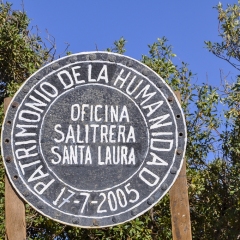 PATRIMONIO DE LA HUMANIDAD
OFICINA
SALITRERA
SANTA LAURA
17-7-2005